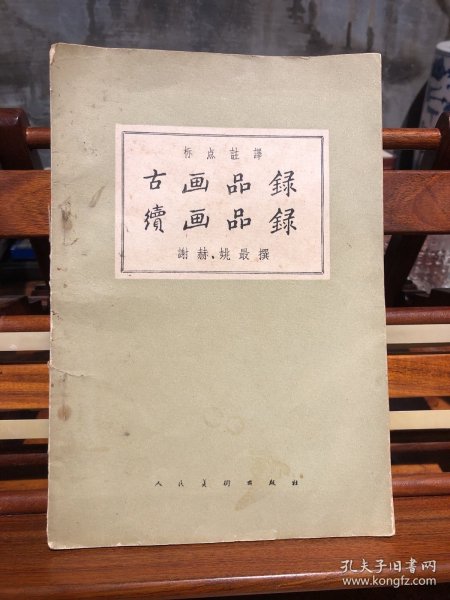 标点註譯
古画品録
續画品録
謝赫、姚最撰
人民美術出版社
孔夫子旧书网
www.kongfz.com